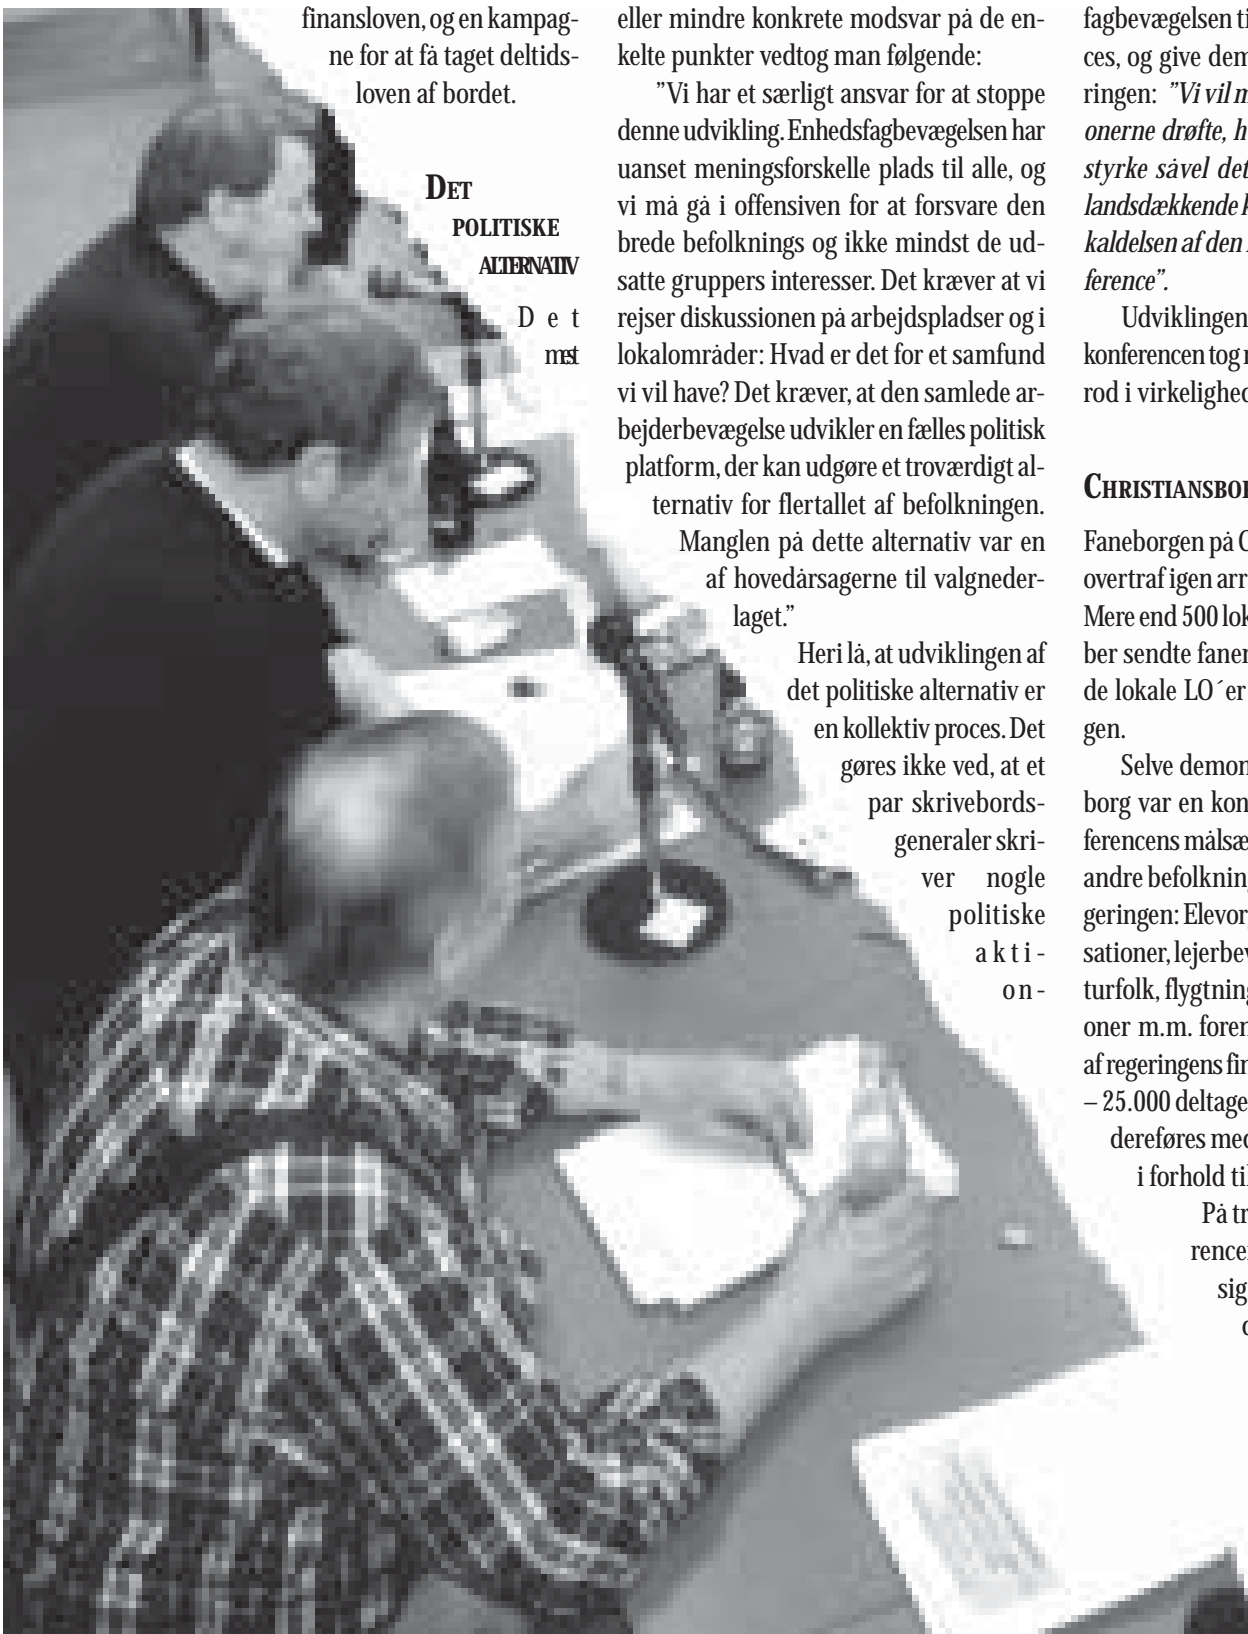 finansloven, og en kampag-
ne for at få taget deltids-
loven af bordet.
DET
POLITISKE
ALTERNATIV
Det
mest
eller mindre konkrete modsvar på de en-
kelte punkter vedtog man følgende:
”Vi har et særligt ansvar for at stoppe
denne udvikling. Enhedsfagbevægelsen har
uanset meningsforskelle plads til alle, og
vi må gå i offensiven for at forsvare den
brede befolknings og ikke mindst de ud-
satte gruppers interesser. Det kræver at vi
rejser diskussionen på arbejdspladser og i
lokalområder: Hvad er det for et samfund
vi vil have? Det kræver, at den samlede ar-
bejderbevægelse udvikler en fælles politisk
platform, der kan udgøre et troværdigt al-
ternativ for flertallet af befolkningen.
Manglen på dette alternativ var en
af hovedårsagerne til valgneder-
laget.”
Heri lå, at udviklingen af
det politiske alternativ er
en kollektiv proces. Det
gøres ikke ved, at et
par skrivebords-
generaler skri-
ver nogle
politiske
akti-
on-
fagbevægelsen ti
ces, og give dem
ringen: ”Vi vil m
onerne drøfte, h
styrke såvel det
landsdækkende k
kaldelsen af den
ference”.
Udviklingen
konferencen tog
rod i virkelighed
CHRISTIANSBO
Faneborgen på C
overtraf igen arr
Mere end 500 lok
ber sendte faner
de lokale LO´er
gen.
Selve demon
borg var en kon
ferencens målsæ
andre befolknin
geringen: Elevor
sationer, lejerbev
turfolk, flygtnin
oner m.m. foren
af regeringens fin
– 25.000 deltage
dereføres med
i forhold til
På tr
rence
sig